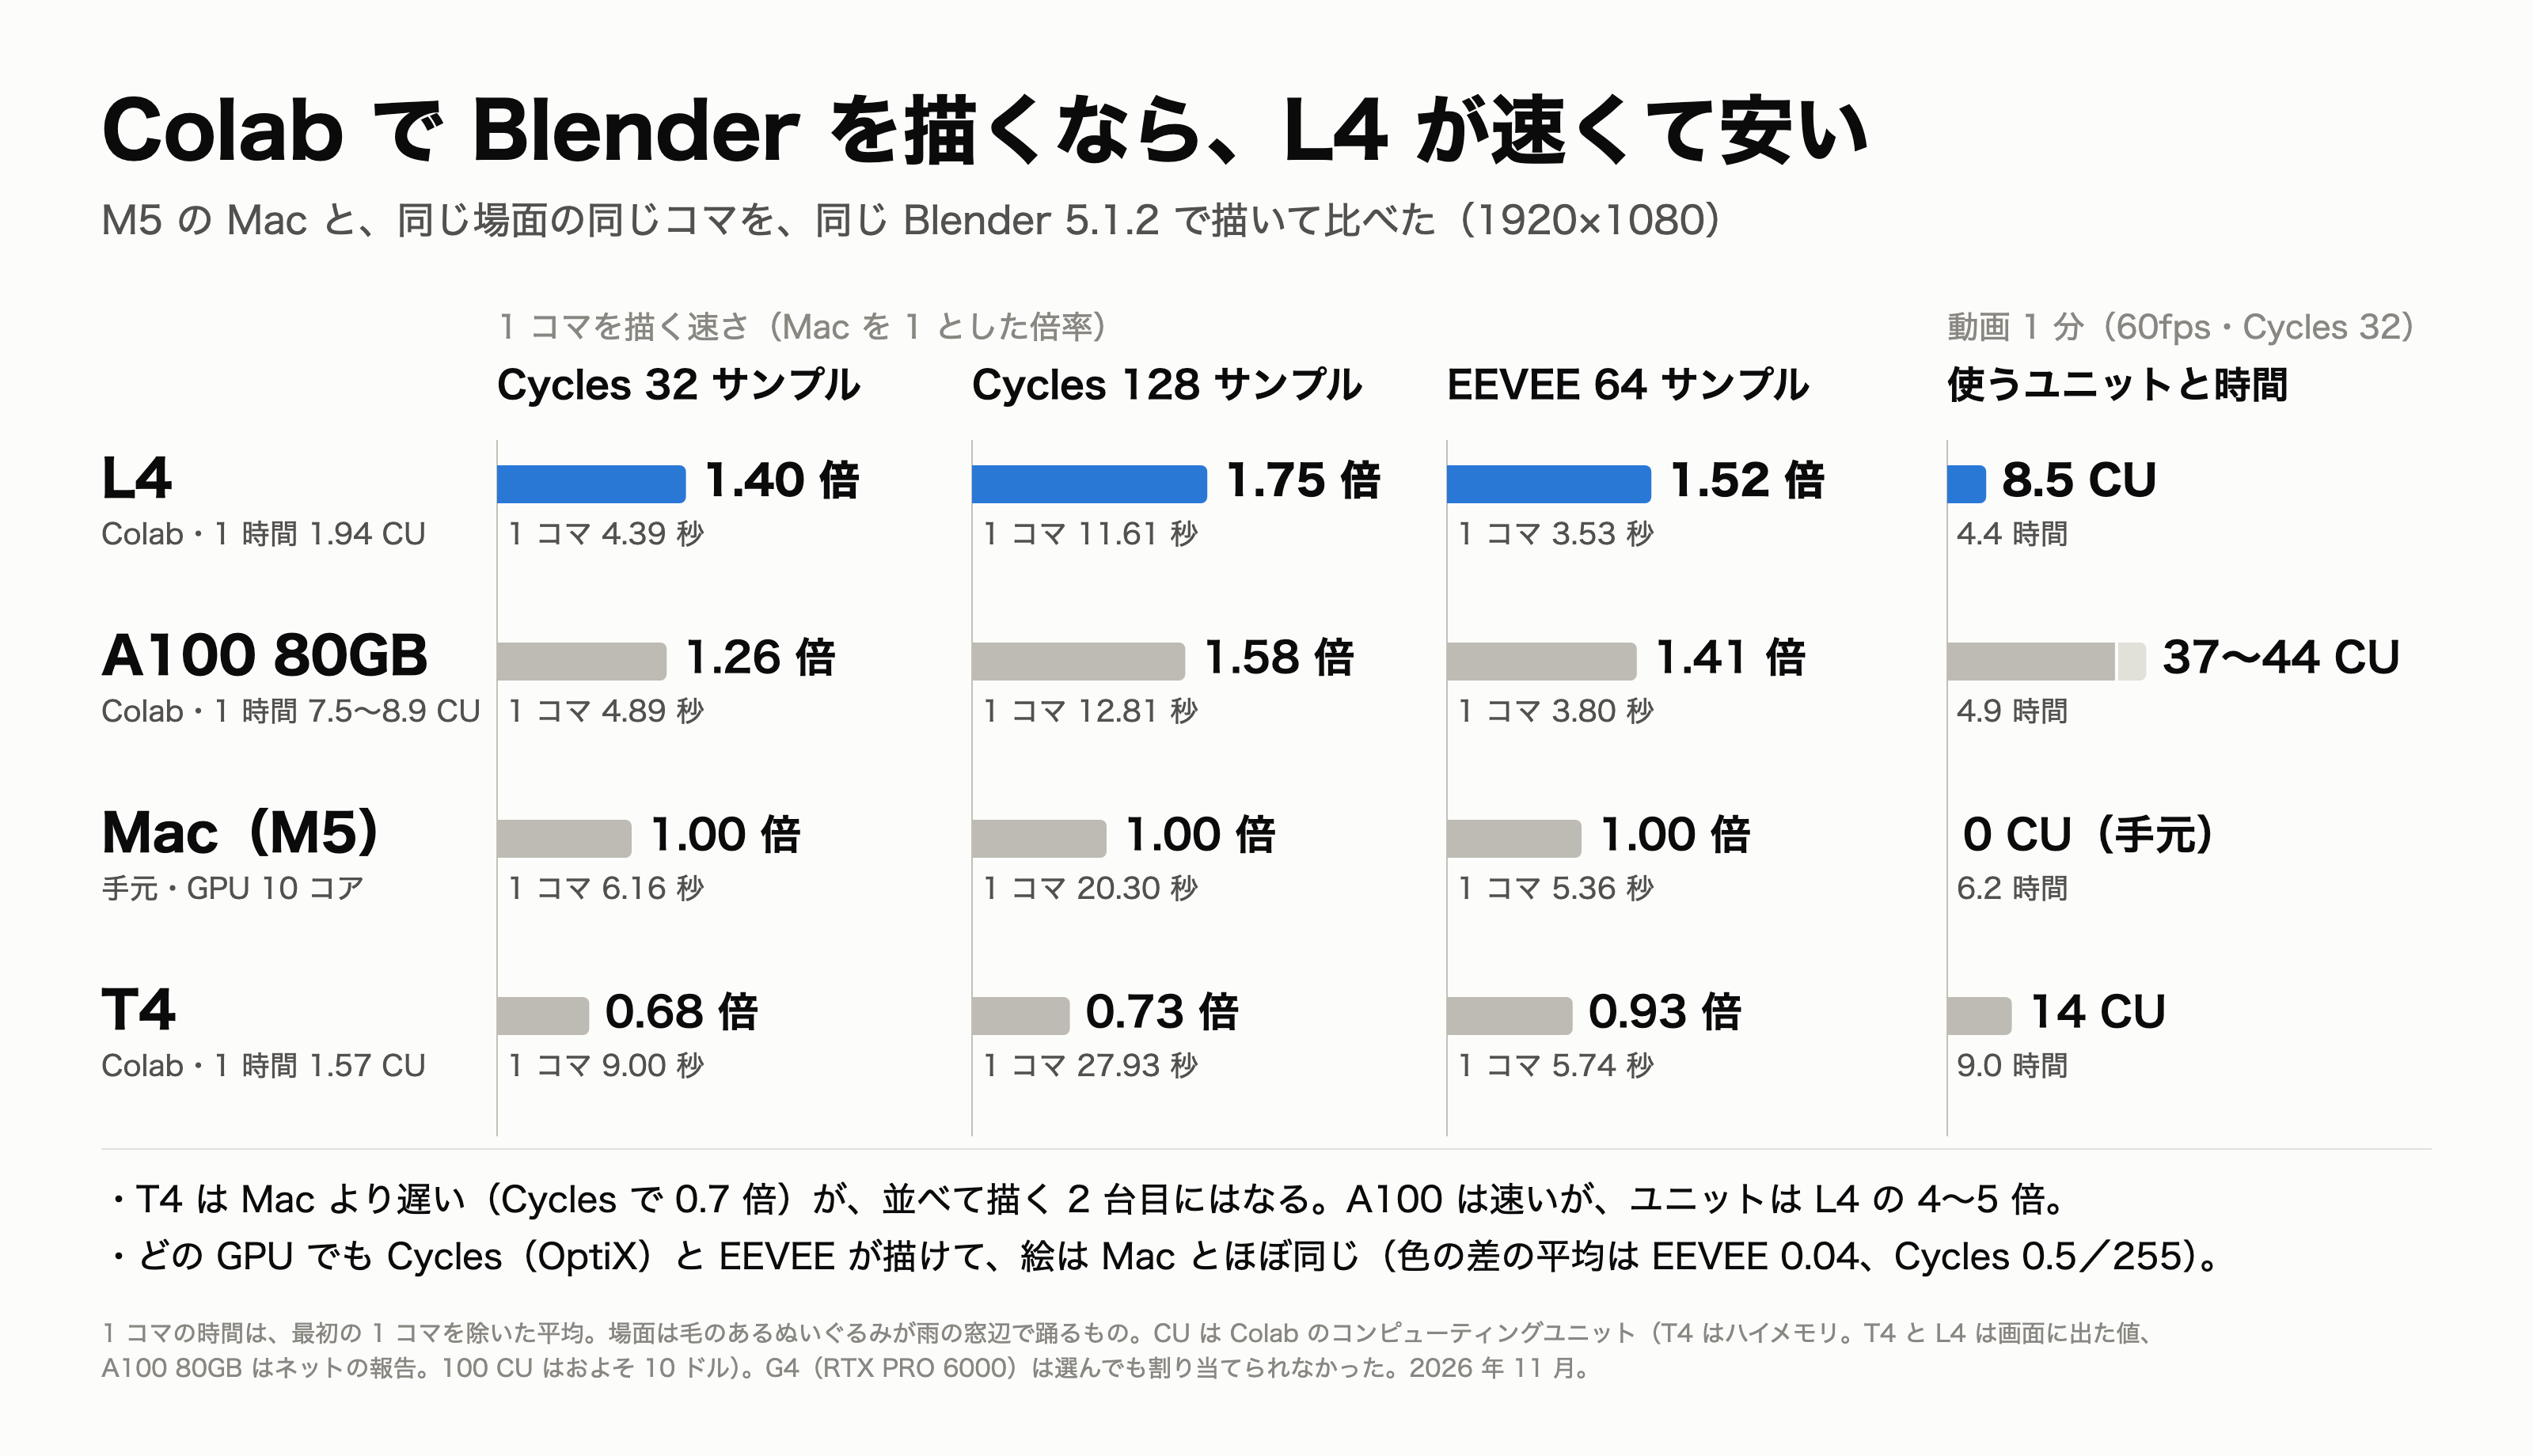 Colab で Blender を描くなら、L4 が速くて安い
M5 の Mac と、同じ場面の同じコマを、同じ Blender 5.1.2 で描いて比べた（1920×1080）
1 コマを描く速さ（Mac を 1 とした倍率）
動画 1 分（60fps・Cycles 32）
Cycles 32 サンプル
Cycles 128 サンプル
EEVEE 64 サンプル
使うユニットと時間
L4
Colab・1 時間 1.94 CU
1.40 倍
1 コマ 4.39 秒
1.75 倍
1 コマ 11.61 秒
1.52 倍
1 コマ 3.53 秒
8.5 CU
4.4 時間
A100 80GB
Colab・1 時間 7.5〜8.9 CU
1.26 倍
1 コマ 4.89 秒
1.58 倍
1 コマ 12.81 秒
1.41 倍
1 コマ 3.80 秒
37〜44 CU
4.9 時間
Mac（M5）
手元・GPU 10 コア
1.00 倍
1 コマ 6.16 秒
1.00 倍
1 コマ 20.30 秒
1.00 倍
1 コマ 5.36 秒
0 CU（手元）
6.2 時間
T4
Colab・1 時間 1.57 CU
0.68 倍
1 コマ 9.00 秒
0.73 倍
1 コマ 27.93 秒
0.93 倍
1 コマ 5.74 秒
14 CU
9.0 時間
・T4 は Mac より遅い（Cycles で 0.7 倍）が、並べて描く 2 台目にはなる。A100 は速いが、ユニットは L4 の 4〜5 倍。
・どの GPU でも Cycles（OptiX）と EEVEE が描けて、絵は Mac とほぼ同じ（色の差の平均は EEVEE 0.04、Cycles 0.5／255）。
1 コマの時間は、最初の 1 コマを除いた平均。場面は毛のあるぬいぐるみが雨の窓辺で踊るもの。CU は Colab のコンピューティングユニット（T4 はハイメモリ。T4 と L4 は画面に出た値、
A100 80GB はネットの報告。100 CU はおよそ 10 ドル）。G4（RTX PRO 6000）は選んでも割り当てられなかった。2026 年 11 月。